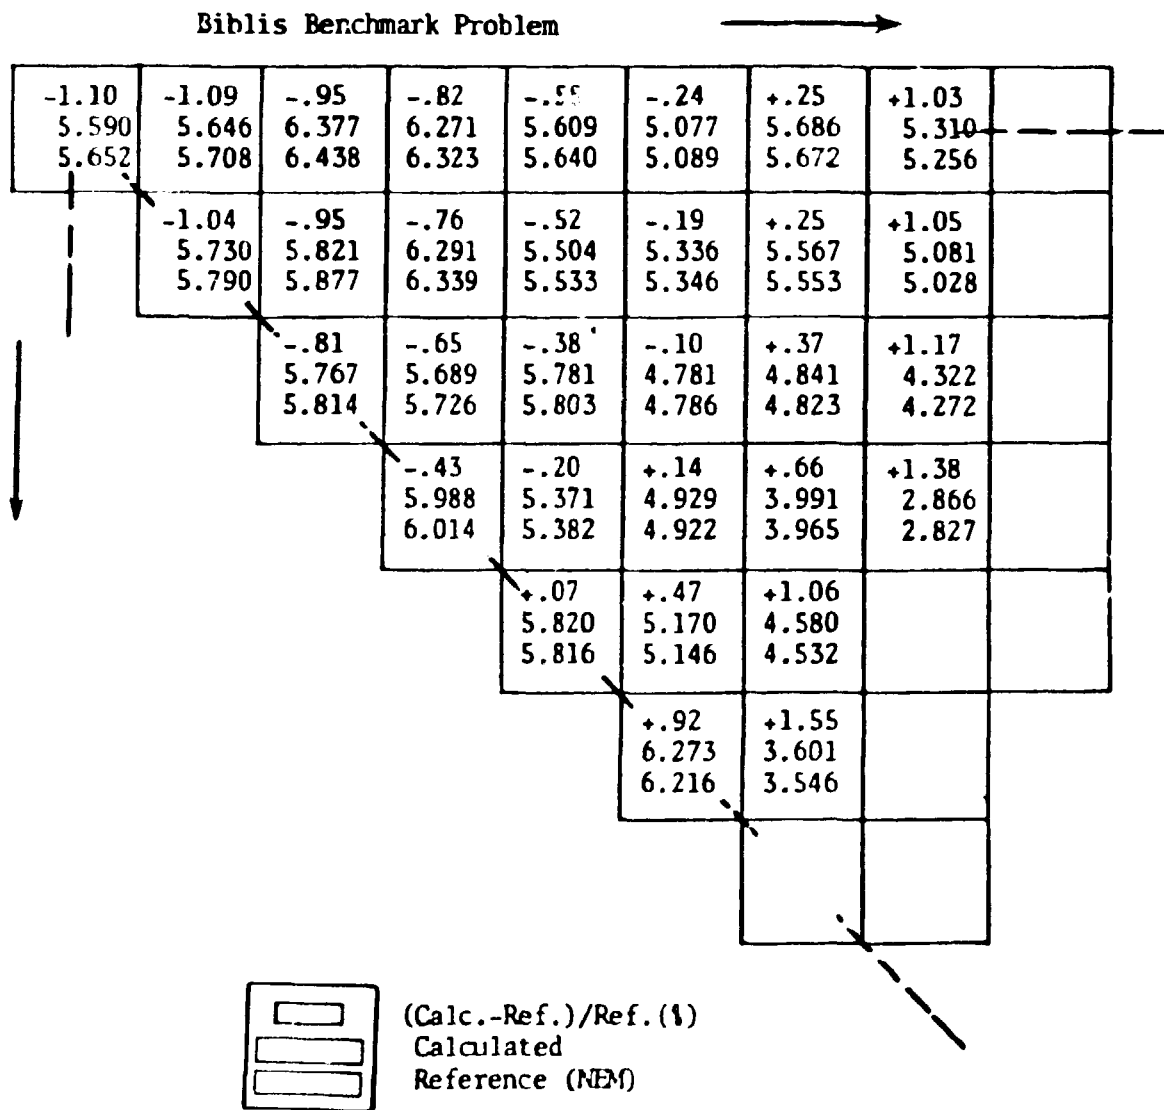 Biblis Benchmark Problem
-1.10 -1.09 -.95 -.82 -.55 -.24 +.25 +1.03
5.590 5.646 6.377 6.271 5.609 5.077 5.686 5.310
5.652 5.708 6.438 6.323 5.640 5.089 5.672 5.256
-1.04 -.95 -.76 -.52 -.19 +.25 +1.05
5.730 5.821 6.291 5.504 5.336 5.567 5.081
5.790 5.877 6.339 5.533 5.346 5.553 5.028
-.81 -.65 -.38 -.10 +.37 +1.17
5.767 5.689 5.781 4.781 4.841 4.322
5.814 5.726 5.803 4.786 4.823 4.272
-.43 -.20 +.14 +.66 +1.38
5.988 5.371 4.929 3.991 2.866
6.014 5.382 4.922 3.965 2.827
+.07 +.47 +1.06
5.820 5.170 4.580
5.816 5.146 4.532
+.92 +1.55
6.273 3.601
6.216 3.546
(Calc.-Ref.)/Ref.(%)
Calculated
Reference (NEM)